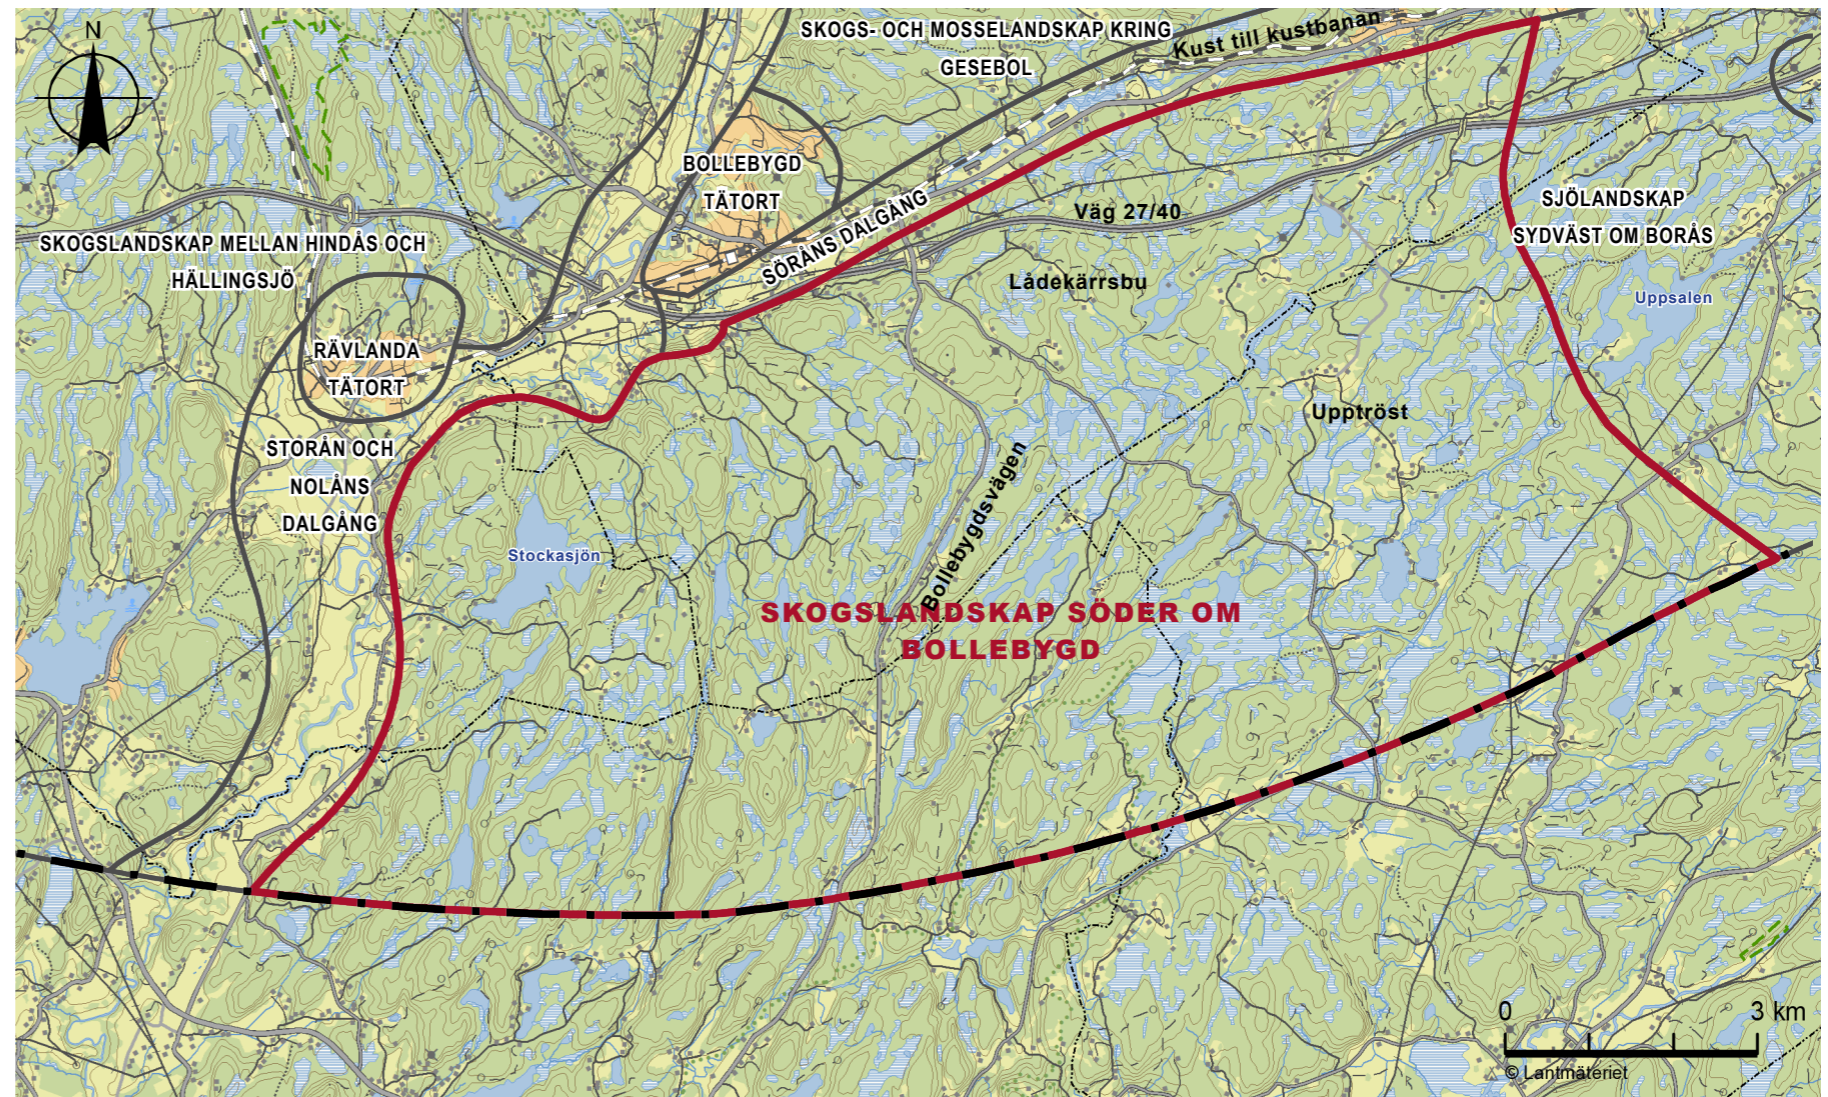 N
SKOGS- OCH MOSSELANDSKAP KRING
GESEBOL
Kust till kustbanan
BOLLEBYGD
TÄTORT
SÖRÅNS DALGÅNG
Väg 27/40
SJÖLANDSKAP
SYDVÄST OM BORÅS
SKOGSLANDSKAP MELLAN HINDÅS OCH
HÄLLINGSJÖ
Lådekärrsbu
Uppsalen
RÄVLANDA
TÄTORT
Upptröst
STORÅN OCH
NOLÅNS
DALGÅNG
Bollebygdsvägen
Stockasjön
SKOGSLANDSKAP SÖDER OM
BOLLEBYGD
0 3 km
© Lantmäteriet